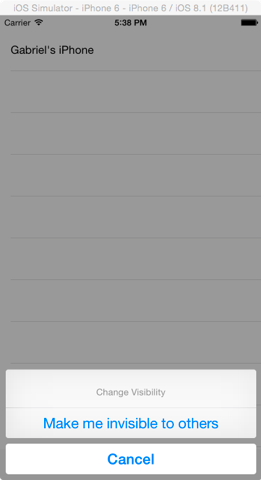 iOS Simulator - iPhone 6 - iPhone 6 / iOS 8.1 (12B411)
Carrier 5:38 PM
Gabriel's iPhone
Change Visibility
Make me invisible to others
Cancel